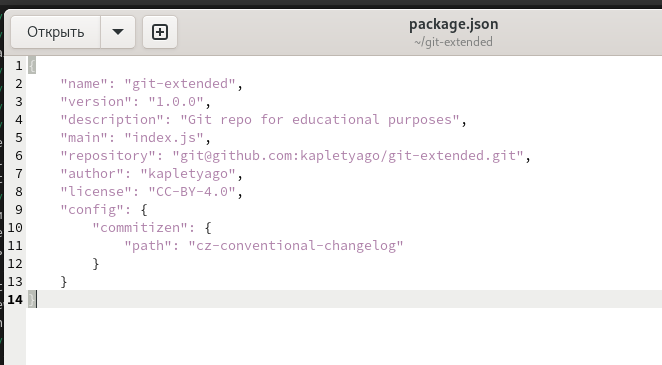 Открыть
package.json
~/git-extended
1 {
2 "name": "git-extended",
3 "version": "1.0.0",
4 "description": "Git repo for educational purposes",
5 "main": "index.js",
6 "repository": "git@github.com:kapletyago/git-extended.git",
7 "author": "kapletyago",
8 "license": "CC-BY-4.0",
9 "config": {
10 "commitizen": {
11 "path": "cz-conventional-changelog"
12 }
13 }
14 }